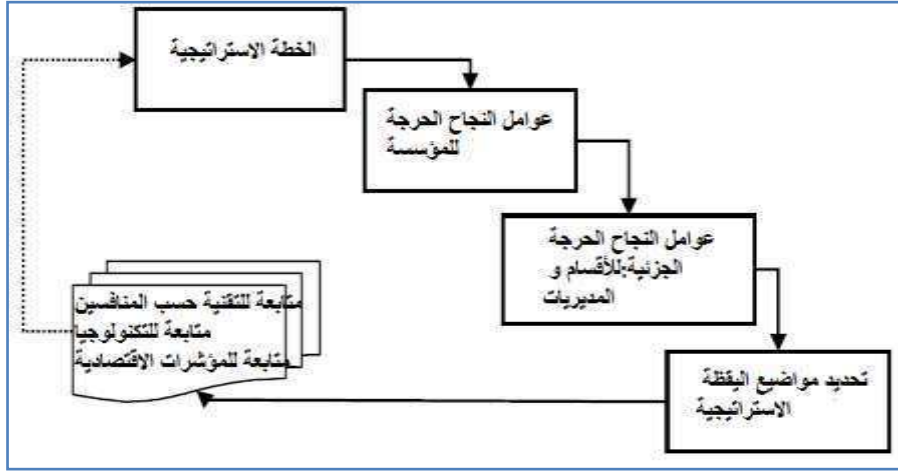 الخطة الاستراتيجية
عوامل النجاح الحرجة
للمؤسسة
عوامل النجاح الحرجة
الجزئية:للأقسام و
المديريات
تحديد مواضيع اليقظة
الاستراتيجية
متابعة للتقنية حسب المنافسين
متابعة للتكنولوجيا
متابعة للمؤشرات الاقتصادية